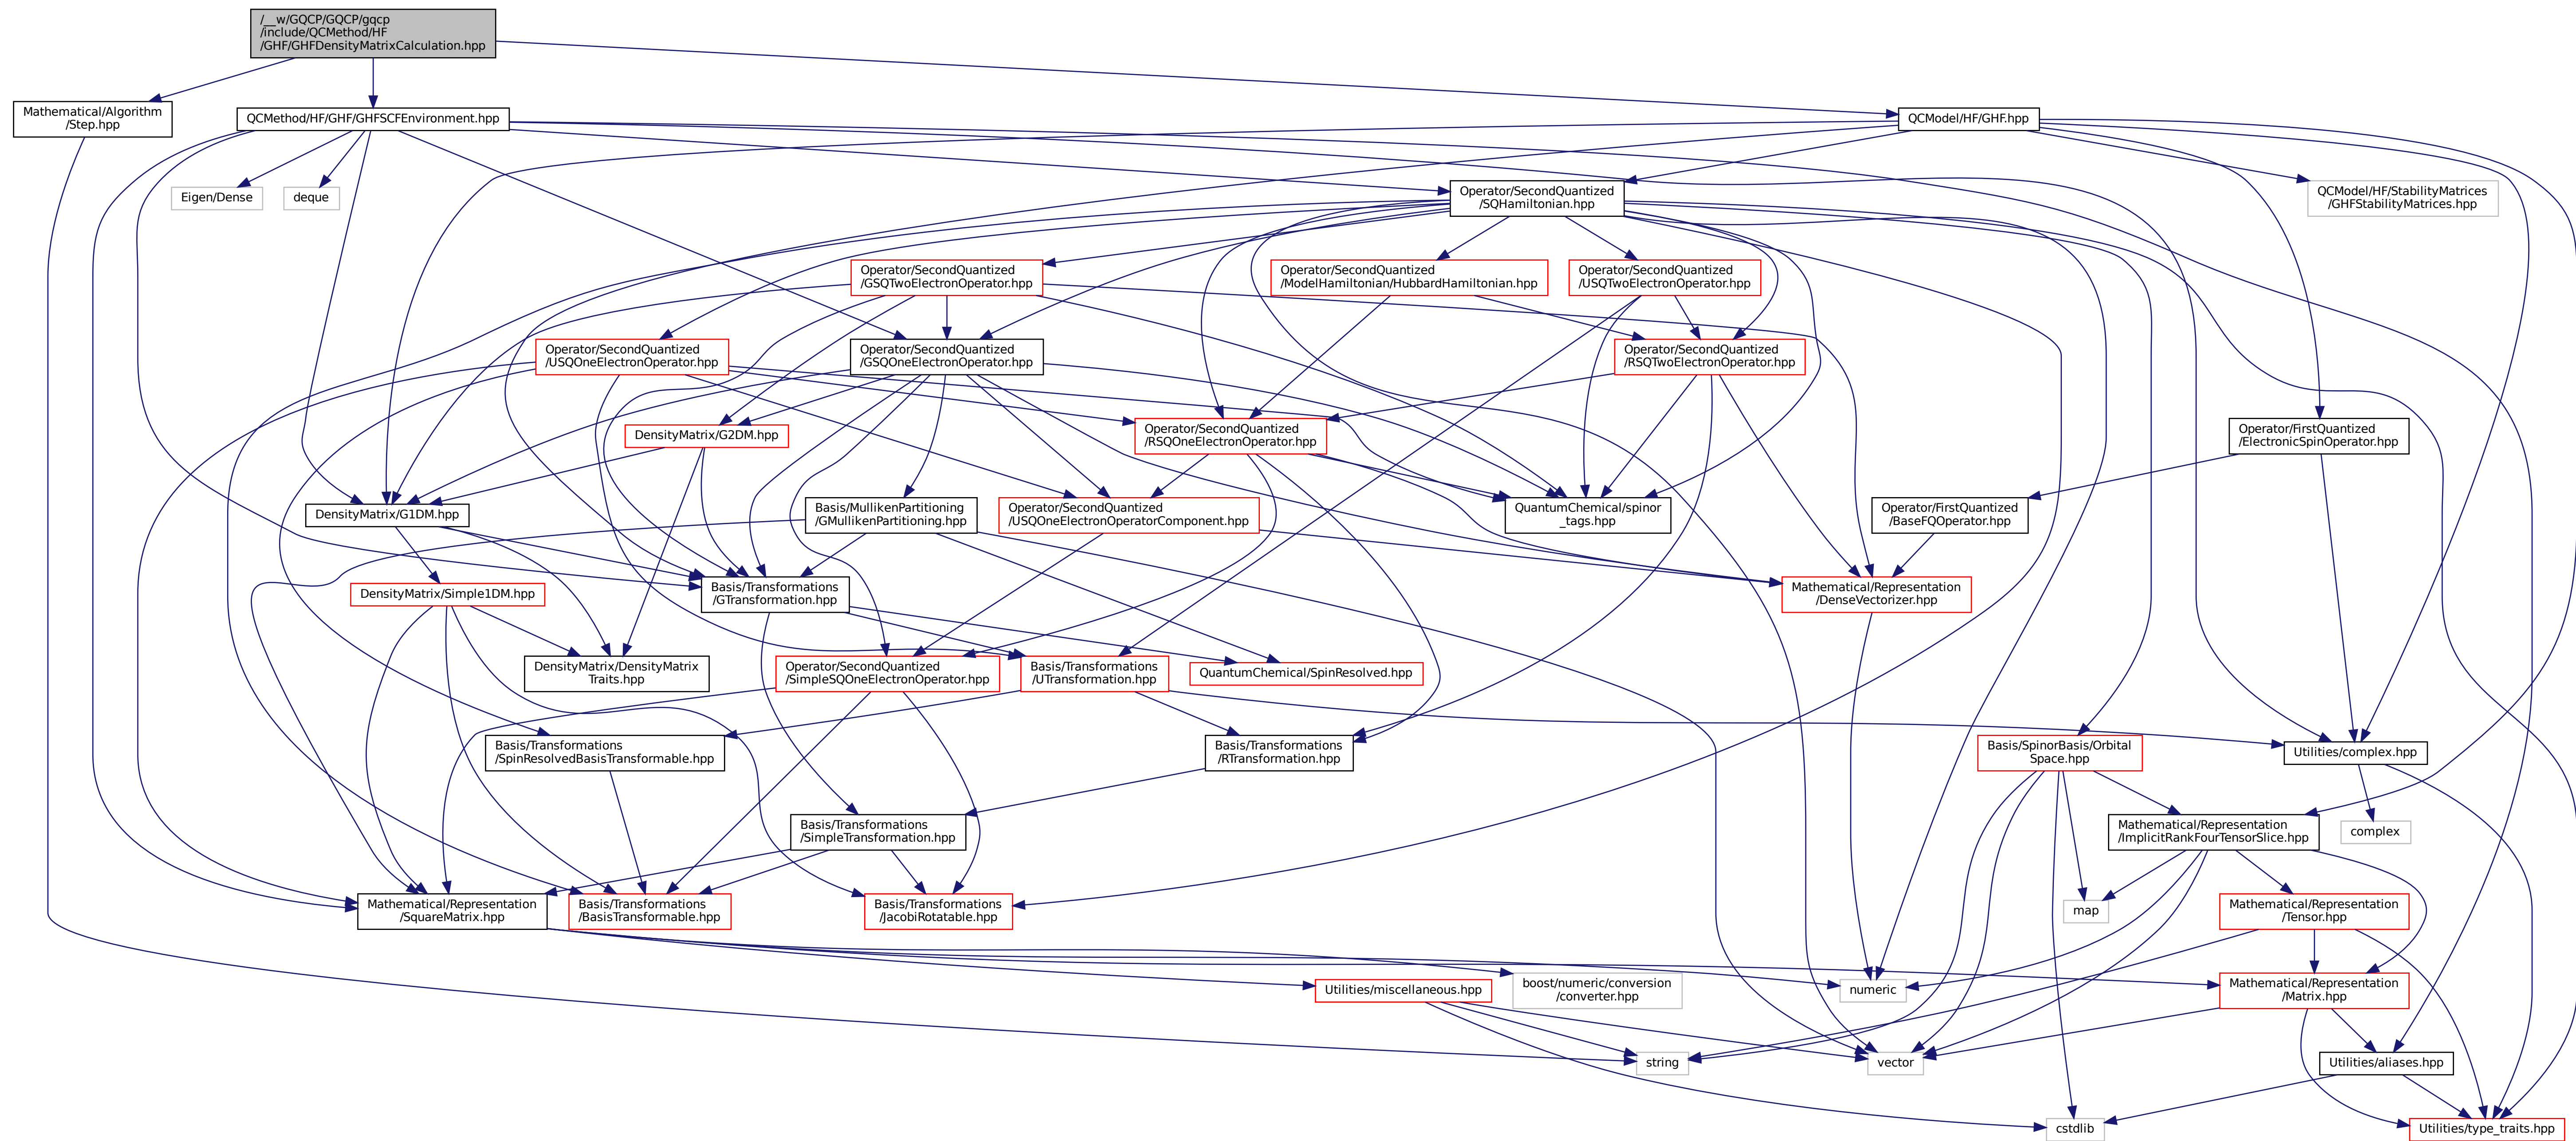 /__w/GQCP/GQCP/gqcp
/include/QCMethod/HF
/GHF/GHFDensityMatrixCalculation.hpp
Mathematical/Algorithm
/Step.hpp
QCMethod/HF/GHF/GHFSCFEnvironment.hpp
QCModel/HF/GHF.hpp
Eigen/Dense
deque
Operator/SecondQuantized
/SQHamiltonian.hpp
QCModel/HF/StabilityMatrices
/GHFStabilityMatrices.hpp
Operator/SecondQuantized
/GSQTwoElectronOperator.hpp
Operator/SecondQuantized
/ModelHamiltonian/HubbardHamiltonian.hpp
Operator/SecondQuantized
/USQTwoElectronOperator.hpp
Operator/SecondQuantized
/USQOneElectronOperator.hpp
Operator/SecondQuantized
/GSQOneElectronOperator.hpp
Operator/SecondQuantized
/RSQTwoElectronOperator.hpp
DensityMatrix/G2DM.hpp
Operator/SecondQuantized
/RSQOneElectronOperator.hpp
Operator/FirstQuantized
/ElectronicSpinOperator.hpp
DensityMatrix/G1DM.hpp
Basis/MullikenPartitioning
/GMullikenPartitioning.hpp
Operator/SecondQuantized
/USQOneElectronOperatorComponent.hpp
QuantumChemical/spinor
_tags.hpp
Operator/FirstQuantized
/BaseFQOperator.hpp
DensityMatrix/Simple1DM.hpp
Basis/Transformations
/GTransformation.hpp
Mathematical/Representation
/DenseVectorizer.hpp
DensityMatrix/DensityMatrix
Traits.hpp
Operator/SecondQuantized
/SimpleSQOneElectronOperator.hpp
Basis/Transformations
/UTransformation.hpp
QuantumChemical/SpinResolved.hpp
Basis/Transformations
/SpinResolvedBasisTransformable.hpp
Basis/Transformations
/RTransformation.hpp
Basis/SpinorBasis/Orbital
Space.hpp
Utilities/complex.hpp
Basis/Transformations
/SimpleTransformation.hpp
Mathematical/Representation
/ImplicitRankFourTensorSlice.hpp
complex
Mathematical/Representation
/SquareMatrix.hpp
Basis/Transformations
/BasisTransformable.hpp
Basis/Transformations
/JacobiRotatable.hpp
map
Mathematical/Representation
/Tensor.hpp
Utilities/miscellaneous.hpp
boost/numeric/conversion
/converter.hpp
numeric
Mathematical/Representation
/Matrix.hpp
string
vector
Utilities/aliases.hpp
cstdlib
Utilities/type_traits.hpp